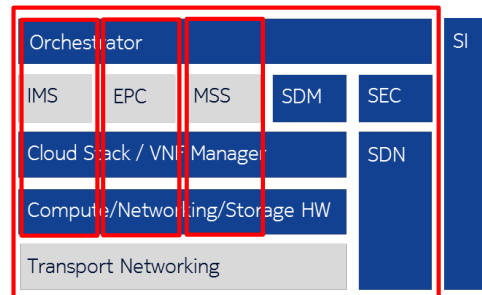 Orchestrator
SI
IMS
EPC
MSS
SDM
SEC
Cloud Stack / VNF Manager
SDN
Compute/Networking/Storage HW
Transport Networking